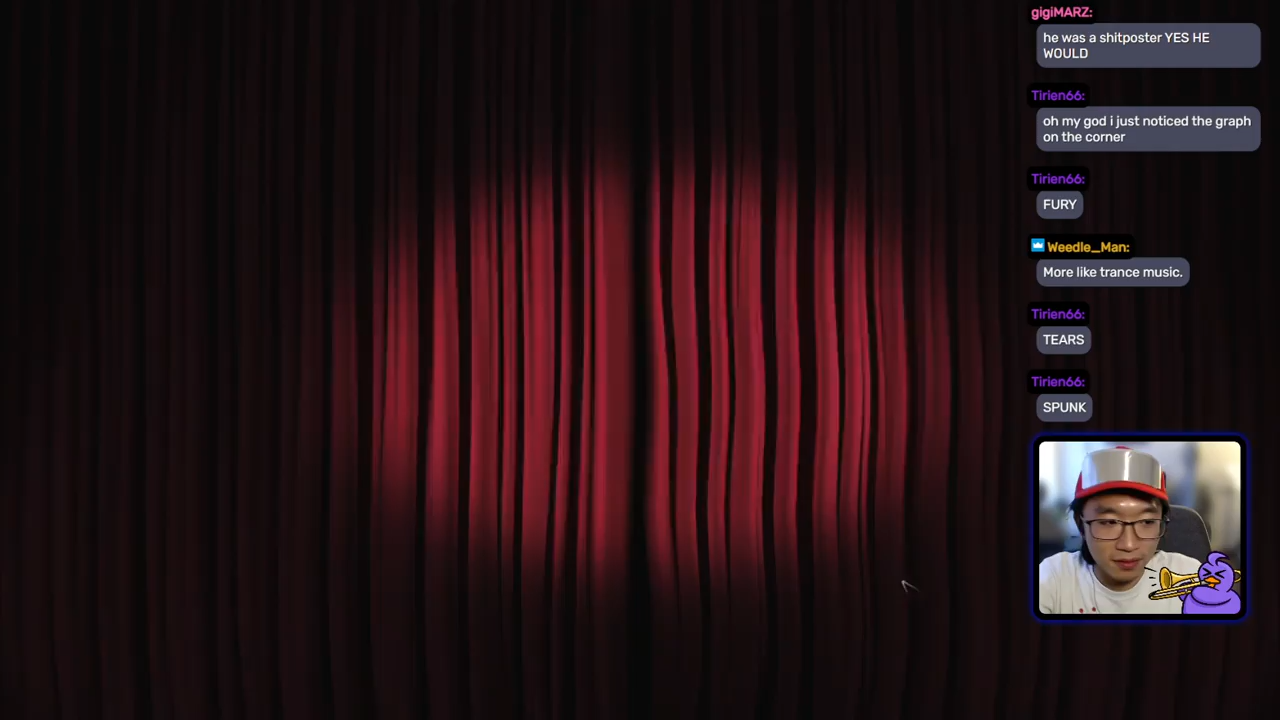 gigiMARZ:
he was a shitposter YES HE
WOULD
Tirien66:
oh my god i just noticed the graph
on the corner
Tirien66:
FURY
Weedle_Man:
More like trance music.
Tirien66:
TEARS
Tirien66:
SPUNK